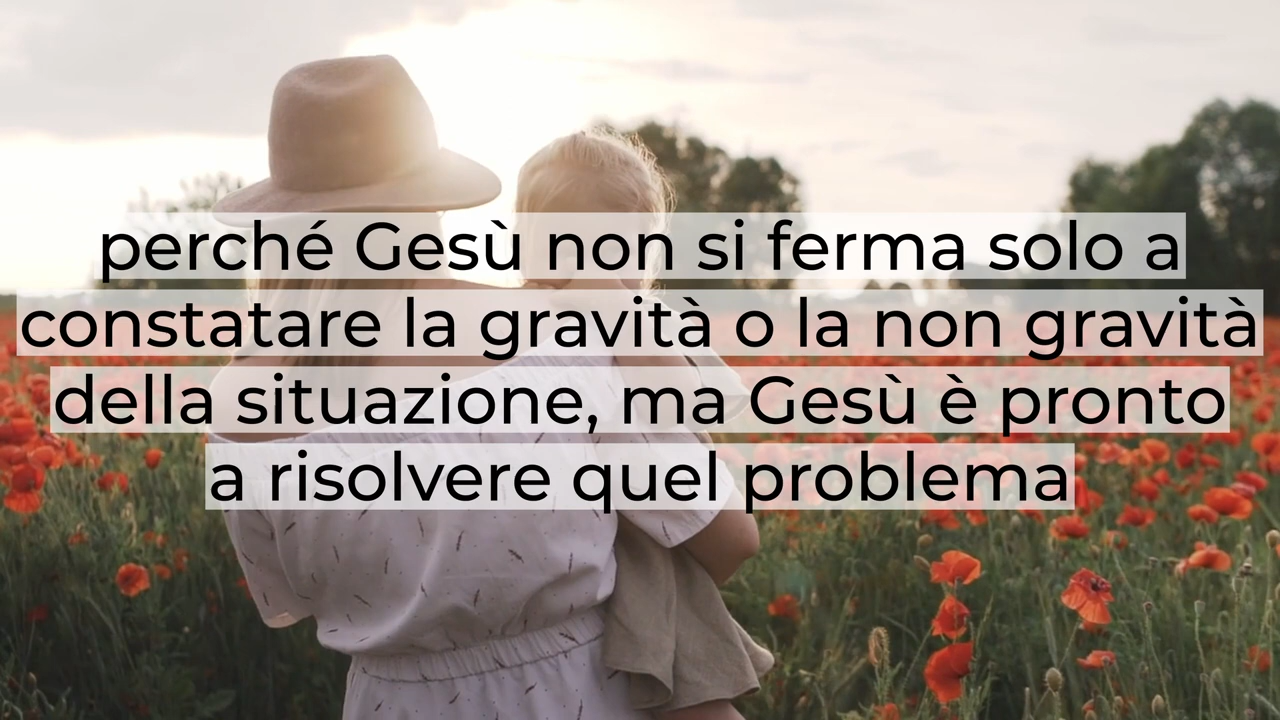 perché Gesù non si ferma solo a
constatare la gravità o la non gravità
della situazione, ma Gesù è pronto
a risolvere quel problema